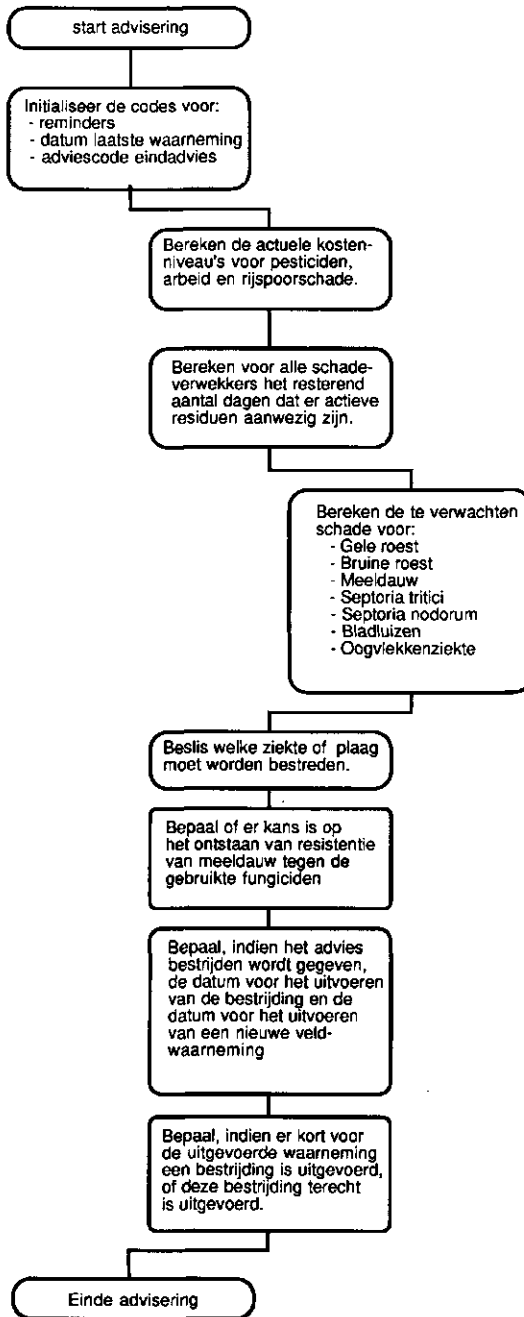 start advisering
Initialiseer de codes voor:
- reminders
- datum laatste waarneming
- adviescode eindadvies
Bereken de actuele kosten-
niveau's voor pesticiden,
arbeid en rijspoorschade.
Bereken voor alle schade-
verwekkers het resterend
aantal dagen dat er actieve
residuen aanwezig zijn.
Bereken de te verwachten
schade voor:
- Gele roest
- Bruine roest
- Meeldauw
- Septoria tritici
- Septoria nodorum
- Bladluizen
- Oogvlekkenziekte
Beslis welke ziekte of plaag
moet worden bestreden.
Bepaal of er kans is op
het ontstaan van resistentie
van meeldauw tegen de
gebruikte fungiciden
Bepaal, indien het advies
bestrijden wordt gegeven,
de datum voor het uitvoeren
van de bestrijding en de
datum voor het uitvoeren
van een nieuwe veld-
waarneming
Bepaal, indien er kort voor
de uitgevoerde waarneming
een bestrijding is uitgevoerd,
of deze bestrijding terecht
is uitgevoerd.
Einde advisering